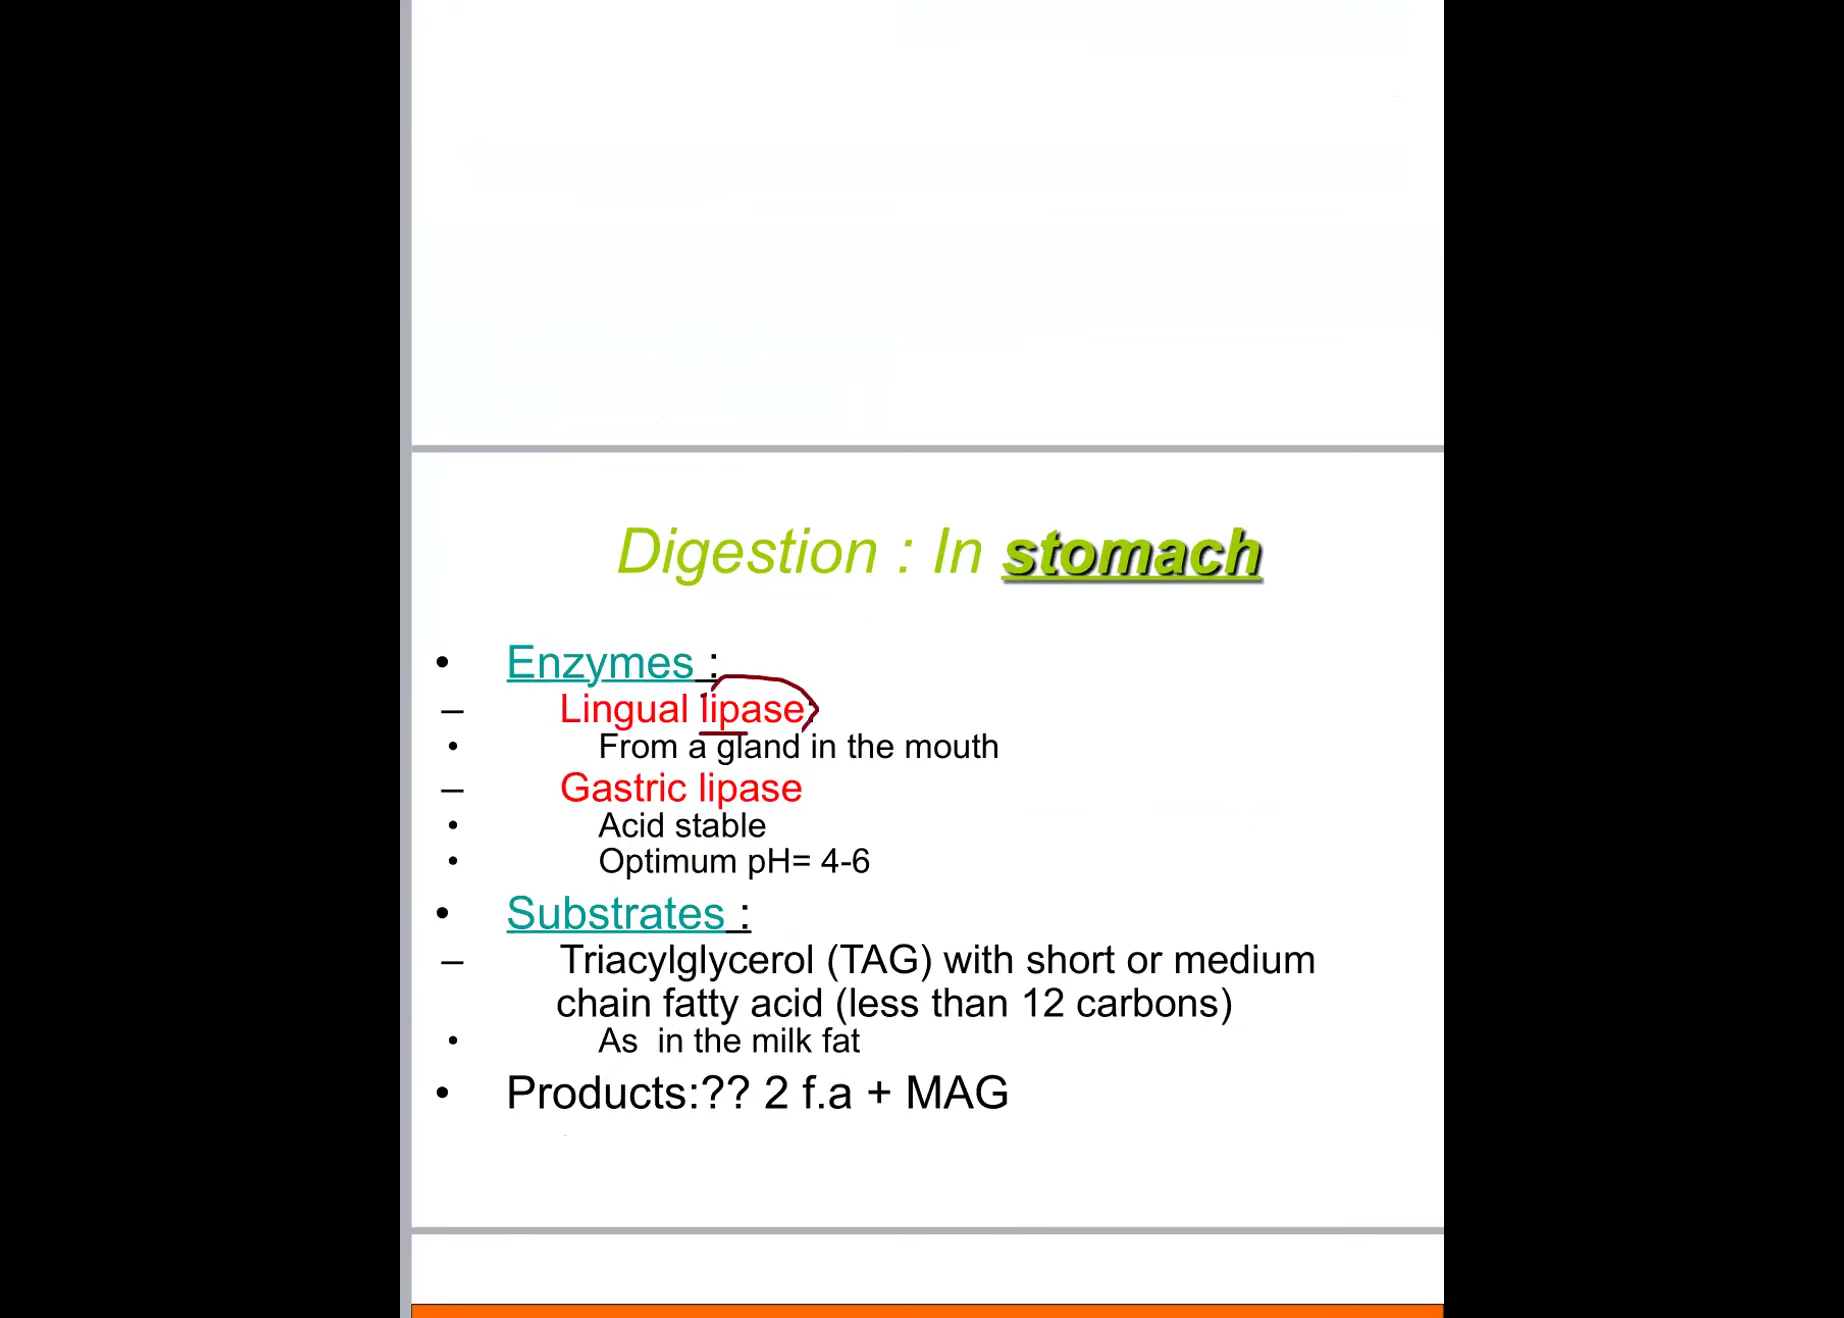 Digestion : In stomach
• Enzymes :
– Lingual lipase:
• From a gland in the mouth
– Gastric lipase
• Acid stable
• Optimum pH= 4-6
• Substrates :
– Triacylglycerol (TAG) with short or medium
chain fatty acid (less than 12 carbons)
• As in the milk fat
• Products:?? 2 f.a + MAG